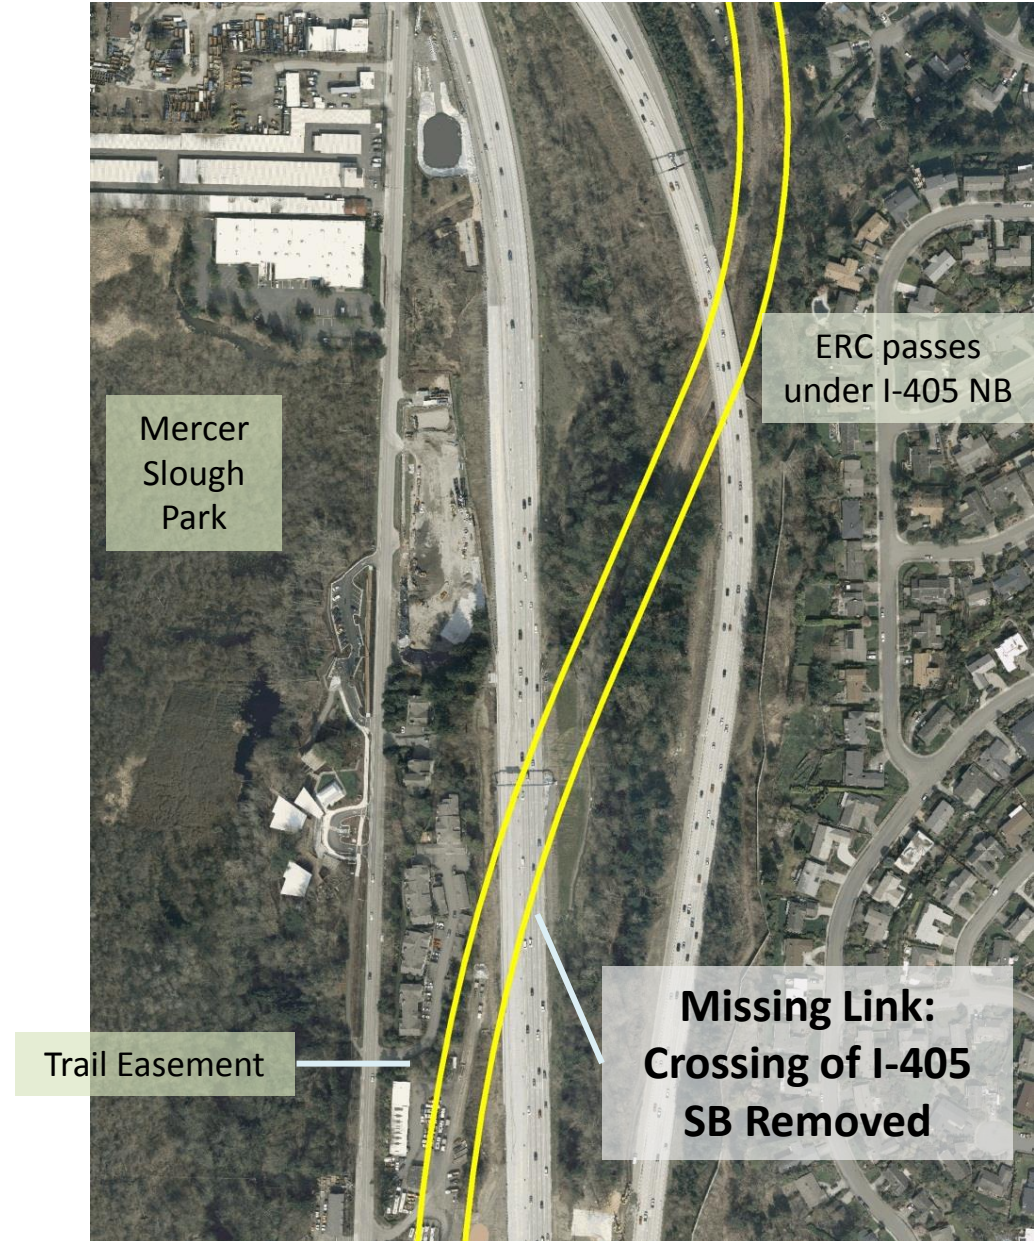 ERC passes
under I-405 NB
Mercer
Slough
Park
Missing Link:
Crossing of I-405
SB Removed
Trail Easement